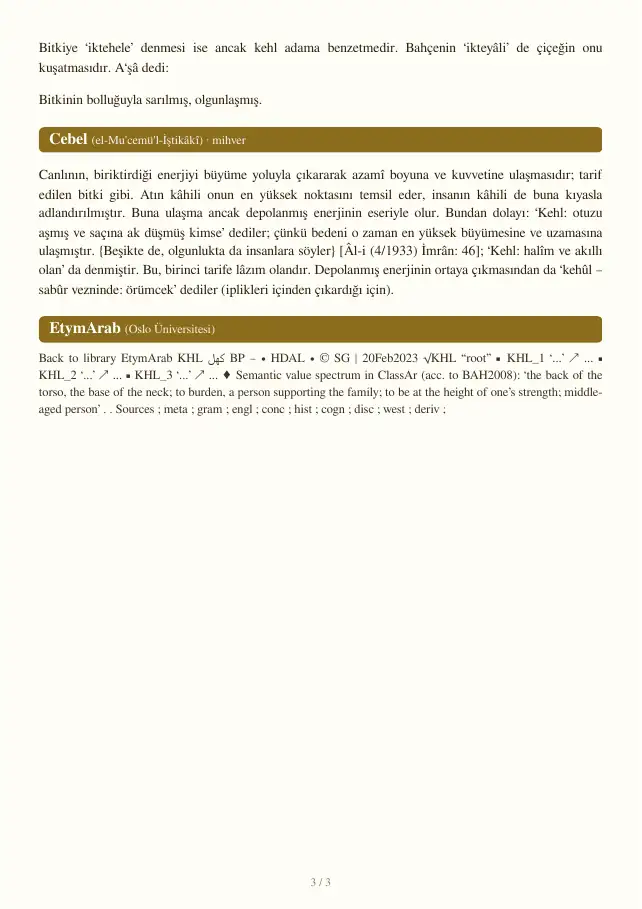 Bitkiye ‘iktehele’ denmesi ise ancak kehl adama benzetmedir. Bahçenin ‘ikteyâli’ de çiçeğin onu
kuşatmasıdır. A‘şâ dedi:
Bitkinin bolluğuyla sarılmış, olgunlaşmış.
Cebel (el-Mu'cemü'l-İştikâkî) · mihver
Canlının, biriktirdiği enerjiyi büyüme yoluyla çıkararak azamî boyuna ve kuvvetine ulaşmasıdır; tarif
edilen bitki gibi. Atın kâhili onun en yüksek noktasını temsil eder, insanın kâhili de buna kıyasla
adlandırılmıştır. Buna ulaşma ancak depolanmış enerjinin eseriyle olur. Bundan dolayı: ‘Kehl: otuzu
aşmış ve saçına ak düşmüş kimse’ dediler; çünkü bedeni o zaman en yüksek büyümesine ve uzamasına
ulaşmıştır. {Beşikte de, olgunlukta da insanlara söyler} [Âl-i (4/1933) İmrân: 46]; ‘Kehl: halîm ve akıllı
olan’ da denmiştir. Bu, birinci tarife lâzım olandır. Depolanmış enerjinin ortaya çıkmasından da ‘kehûl –
sabûr vezninde: örümcek’ dediler (iplikleri içinden çıkardığı için).
EtymArab (Oslo Üniversitesi)
Back to library EtymArab KHL كهل BP – • HDAL • © SG | 20Feb2023 √KHL “root” ▪ KHL_1 ‘...’ ↗ ... ▪
KHL_2 ‘...’ ↗ ... ▪ KHL_3 ‘...’ ↗ ... ♦ Semantic value spectrum in ClassAr (acc. to BAH2008): ‘the back of the
torso, the base of the neck; to burden, a person supporting the family; to be at the height of one’s strength; middle-
aged person’ . . Sources ; meta ; gram ; engl ; conc ; hist ; cogn ; disc ; west ; deriv ;
3 / 3